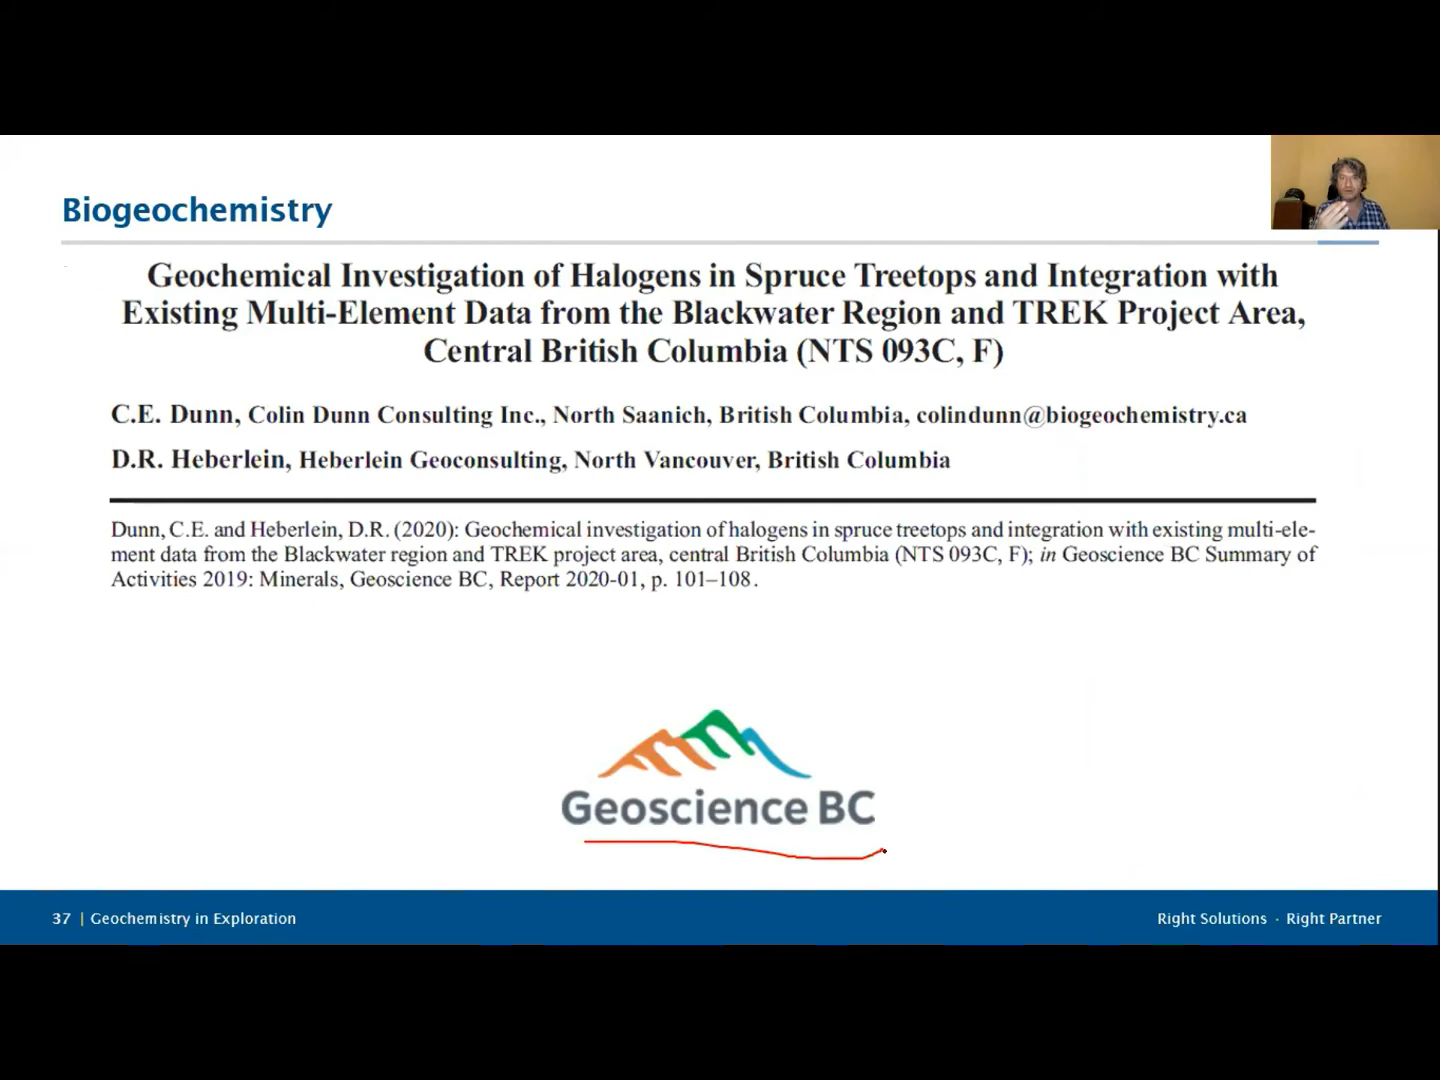 Biogeochemistry
Geochemical Investigation of Halogens in Spruce Treetops and Integration with
Existing Multi-Element Data from the Blackwater Region and TREK Project Area,
Central British Columbia (NTS 093C, F)
C.E. Dunn, Colin Dunn Consulting Inc., North Saanich, British Columbia, colindunn@biogeochemistry.ca
D.R. Heberlein, Heberlein Geoconsulting, North Vancouver, British Columbia
Dunn, C.E. and Heberlein, D.R. (2020): Geochemical investigation of halogens in spruce treetops and integration with existing multi-ele-
ment data from the Blackwater region and TREK project area, central British Columbia (NTS 093C, F); in Geoscience BC Summary of
Activities 2019: Minerals, Geoscience BC, Report 2020-01, p. 101–108.
Geoscience BC
37 | Geochemistry in Exploration
Right Solutions · Right Partner